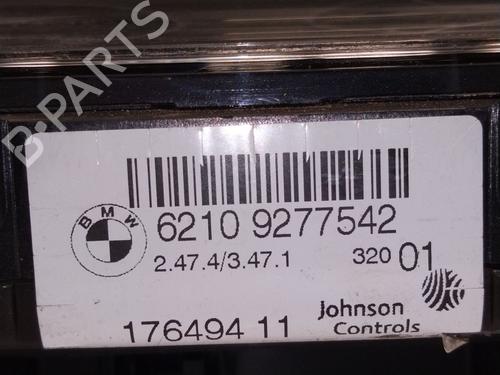 B-PARTS
BMW
6210 9277542
2.47.4/3.47.1 320 01
176494 11 Johnson
Controls